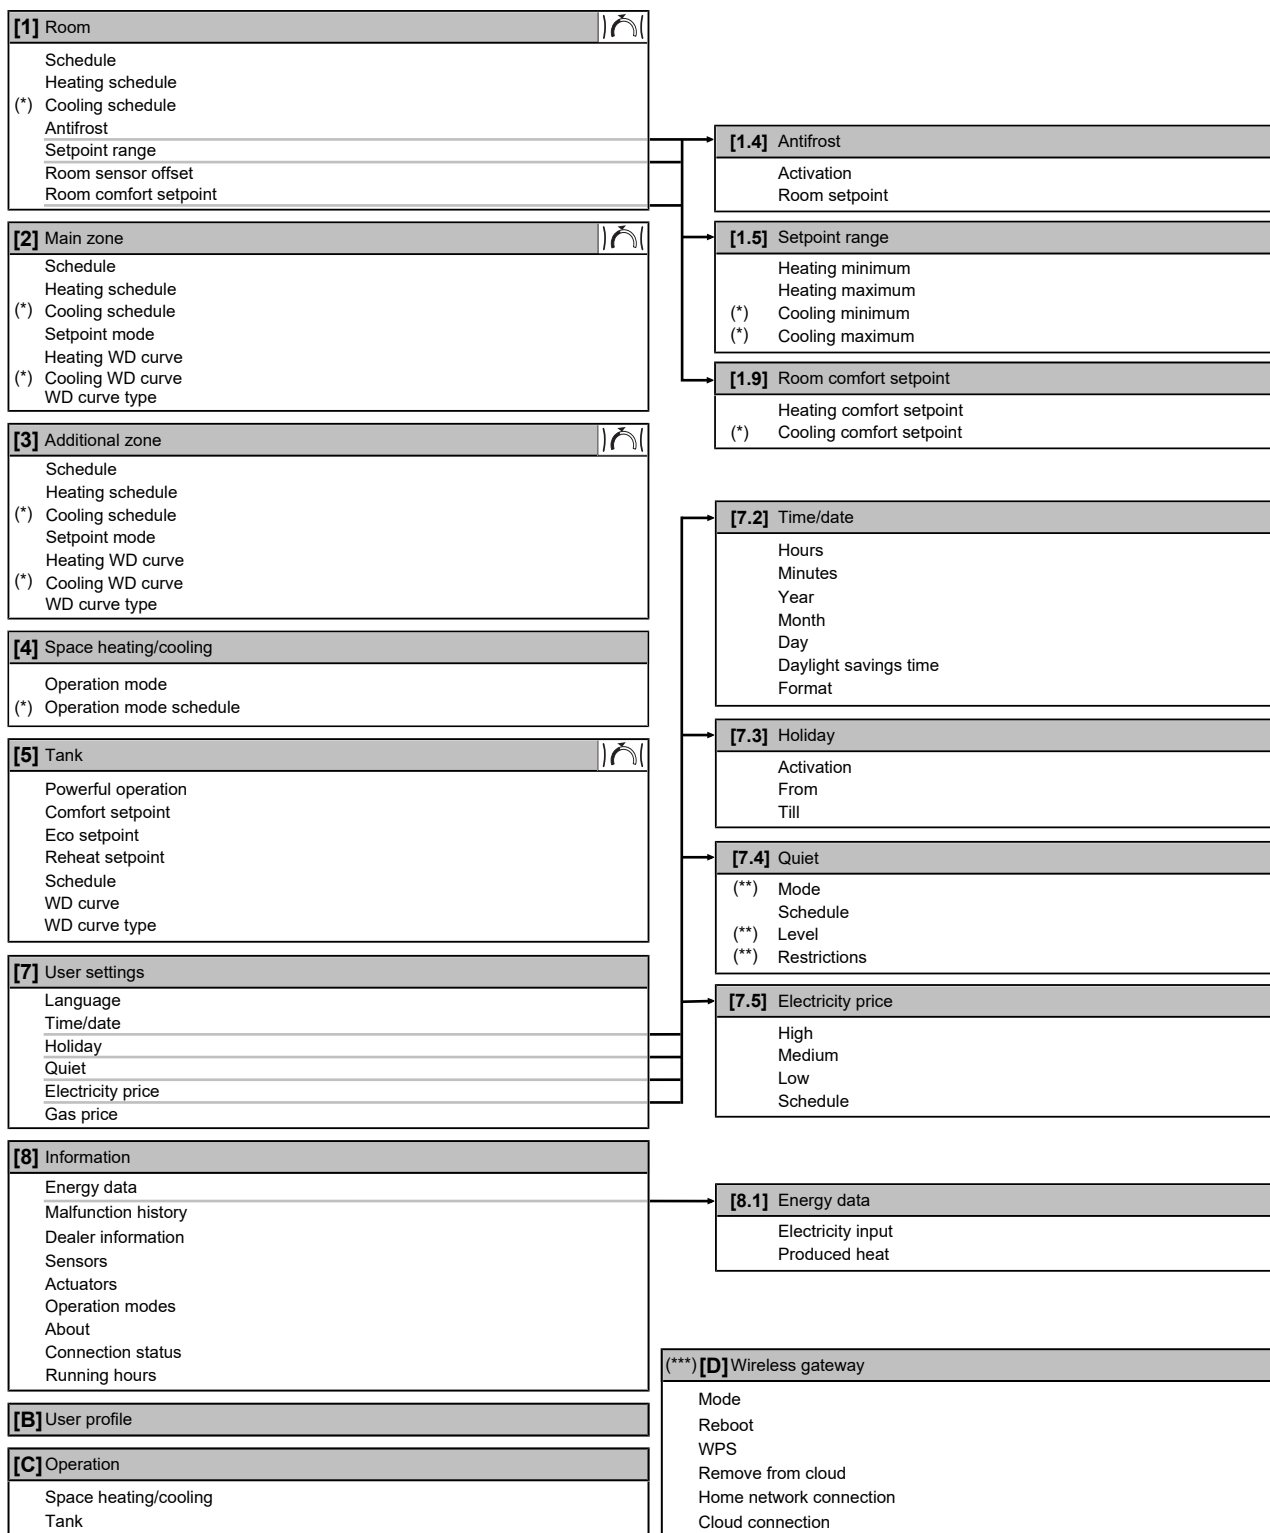 [1] Room
Schedule
Heating schedule
(*) Cooling schedule
Antifrost
Setpoint range
Room sensor offset
Room comfort setpoint
[1.4] Antifrost
Activation
Room setpoint
[1.5] Setpoint range
Heating minimum
Heating maximum
(*) Cooling minimum
(*) Cooling maximum
[1.9] Room comfort setpoint
Heating comfort setpoint
(*) Cooling comfort setpoint
[2] Main zone
Schedule
Heating schedule
(*) Cooling schedule
Setpoint mode
Heating WD curve
(*) Cooling WD curve
WD curve type
[3] Additional zone
Schedule
Heating schedule
(*) Cooling schedule
Setpoint mode
Heating WD curve
(*) Cooling WD curve
WD curve type
[4] Space heating/cooling
Operation mode
(*) Operation mode schedule
[5] Tank
Powerful operation
Comfort setpoint
Eco setpoint
Reheat setpoint
Schedule
WD curve
WD curve type
[7] User settings
Language
Time/date
Holiday
Quiet
Electricity price
Gas price
[7.2] Time/date
Hours
Minutes
Year
Month
Day
Daylight savings time
Format
[7.3] Holiday
Activation
From
Till
[7.4] Quiet
(**) Mode
Schedule
(**) Level
(**) Restrictions
[7.5] Electricity price
High
Medium
Low
Schedule
[8] Information
Energy data
Malfunction history
Dealer information
Sensors
Actuators
Operation modes
About
Connection status
Running hours
[8.1] Energy data
Electricity input
Produced heat
[B] User profile
[C] Operation
Space heating/cooling
Tank
(***) [D] Wireless gateway
Mode
Reboot
WPS
Remove from cloud
Home network connection
Cloud connection